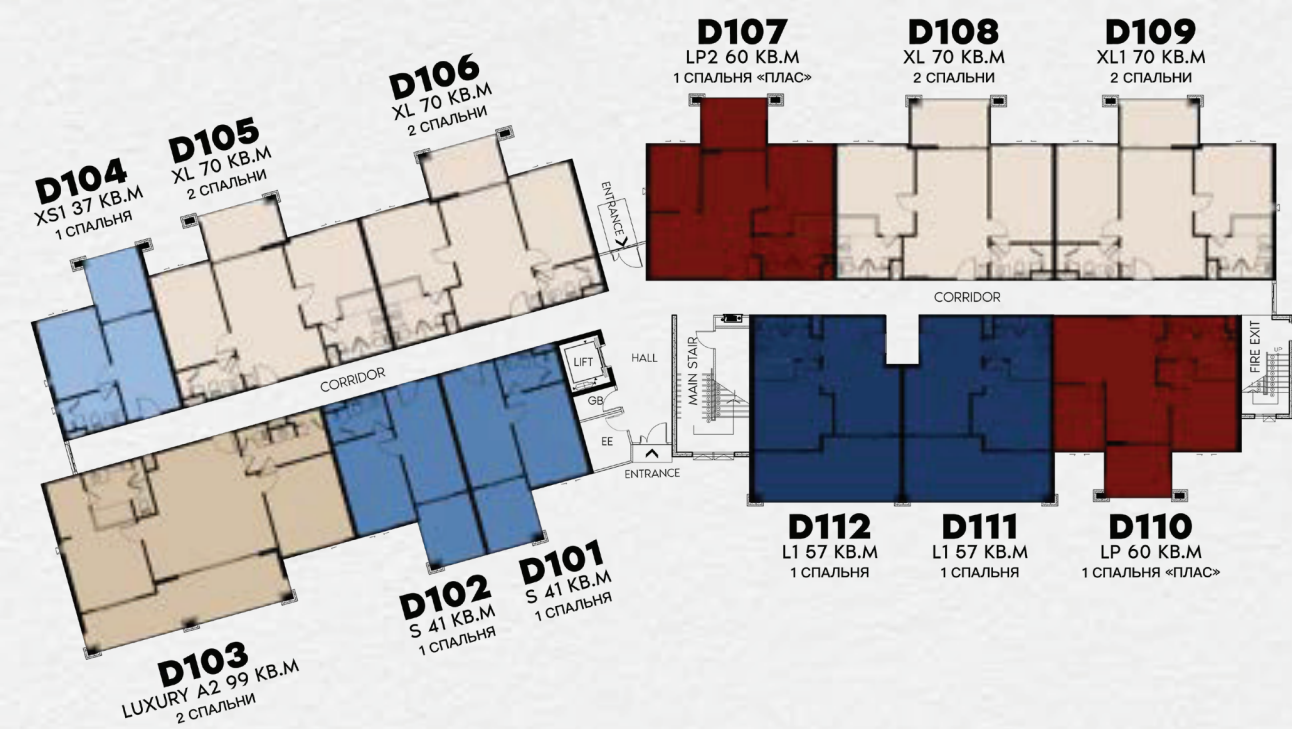 D107
LP2 60 КВ.М
1 СПАЛЬНЯ «ПЛАС»
D108
XL 70 КВ.М
2 СПАЛЬНИ
D109
XL1 70 КВ.М
2 СПАЛЬНИ
D106
XL 70 КВ.М
2 СПАЛЬНИ
D105
XL 70 КВ.М
2 СПАЛЬНИ
D104
XS1 37 КВ.М
1 СПАЛЬНЯ
ENTRANCE
CORRIDOR
CORRIDOR
LIFT
HALL
MAIN STAIR
FIRE EXIT
GB
EE
ENTRANCE
D112
L1 57 КВ.М
1 СПАЛЬНЯ
D111
L1 57 КВ.М
1 СПАЛЬНЯ
D110
LP 60 КВ.М
1 СПАЛЬНЯ «ПЛАС»
D101
S 41 КВ.М
1 СПАЛЬНЯ
D102
S 41 КВ.М
1 СПАЛЬНЯ
D103
LUXURY A2 99 КВ.М
2 СПАЛЬНИ